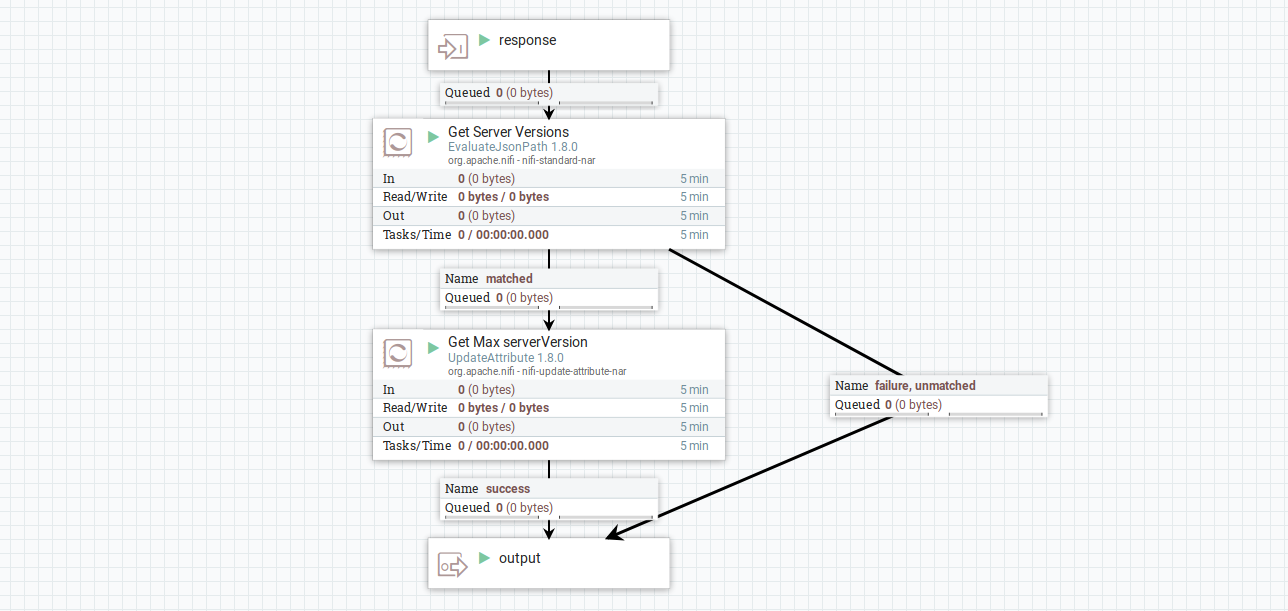 response
Queued 0 (0 bytes)
Get Server Versions
EvaluateJsonPath 1.8.0
org.apache.nifi - nifi-standard-nar
In 0 (0 bytes) 5 min
Read/Write 0 bytes / 0 bytes 5 min
Out 0 (0 bytes) 5 min
Tasks/Time 0 / 00:00:00.000 5 min
Name matched
Queued 0 (0 bytes)
Get Max serverVersion
UpdateAttribute 1.8.0
org.apache.nifi - nifi-update-attribute-nar
In 0 (0 bytes) 5 min
Read/Write 0 bytes / 0 bytes 5 min
Out 0 (0 bytes) 5 min
Tasks/Time 0 / 00:00:00.000 5 min
Name failure, unmatched
Queued 0 (0 bytes)
Name success
Queued 0 (0 bytes)
output